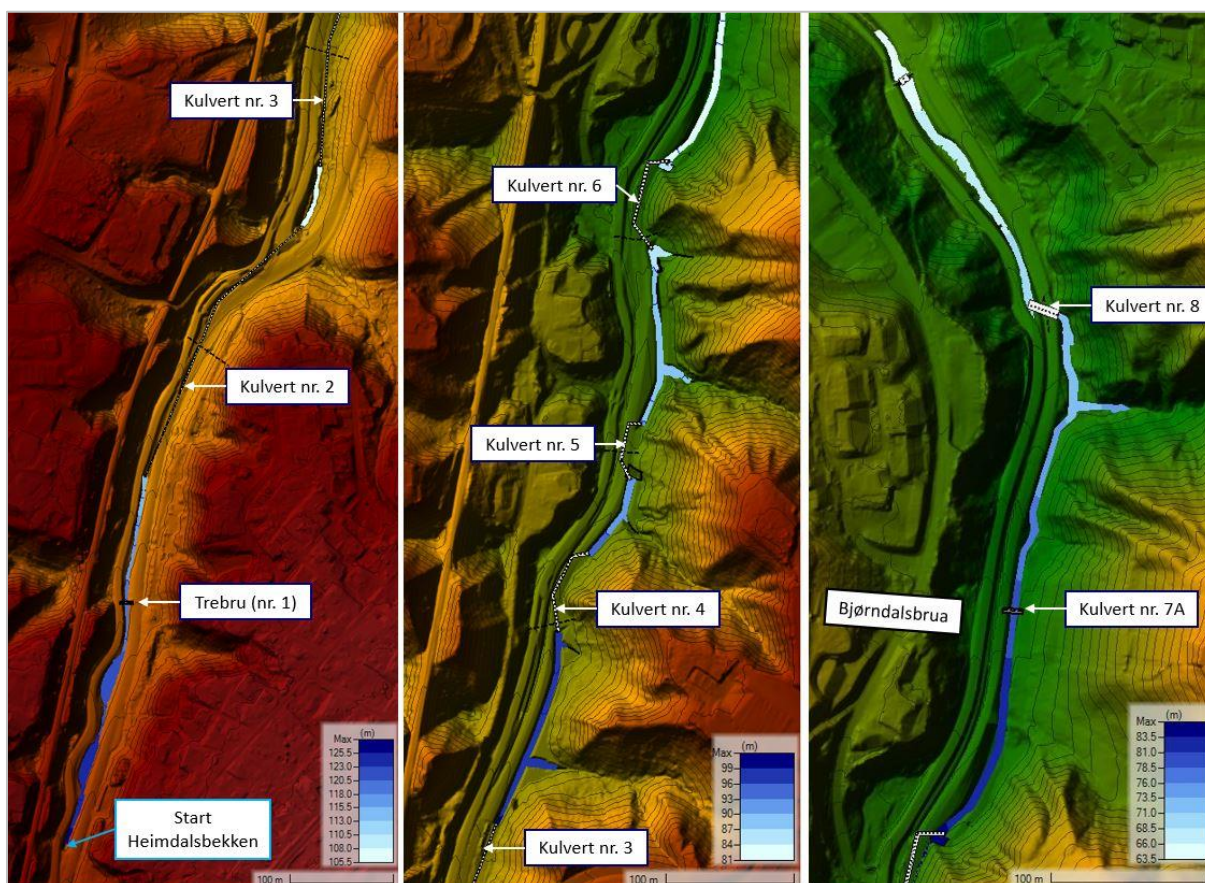 Kulvert nr. 3
Kulvert nr. 2
Trebru (nr. 1)
Start
Heimdalsbekken
Max (m)
125.5
123.0
120.5
118.0
115.5
113.0
110.5
108.0
105.5
100 m
Kulvert nr. 6
Kulvert nr. 5
Kulvert nr. 4
Kulvert nr. 3
Max (m)
99
96
93
90
87
84
81
100 m
Kulvert nr. 8
Kulvert nr. 7A
Bjørndalsbrua
Max (m)
83.5
81.0
78.5
76.0
73.5
71.0
68.5
66.0
63.5
100 m